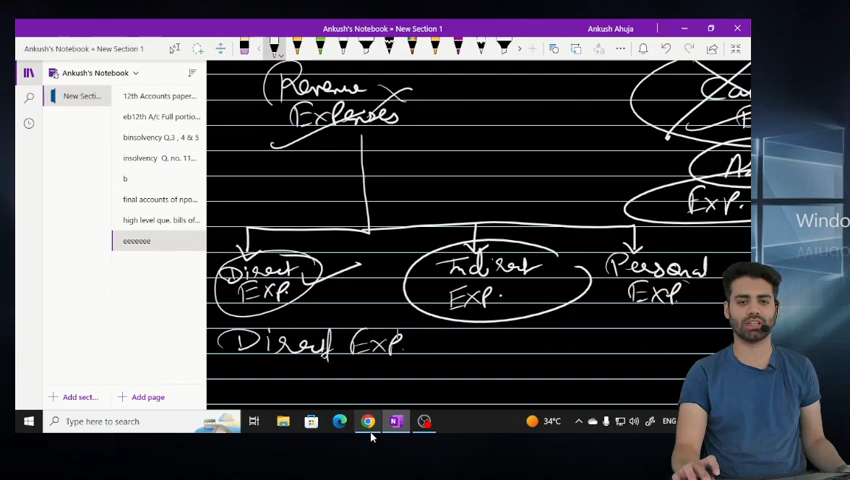 Ankush's Notebook » New Section 1
Ankush Ahuja
Ankush's Notebook » New Section 1
Ankush's Notebook
New Secti...
12th Accounts paper...
eb12th A/c Full portio...
binsolvency Q,3 , 4 & 5
insolvency Q. no. 11...
b
final accounts of npo...
high level que. bills of...
eeeeeee
Add sect...
Add page
Revenue
Expenses
Exp.
Direct
Exp.
Indirect
Exp.
Personal
Exp.
Direct Exp.
Type here to search
34°C
ENG
Windo